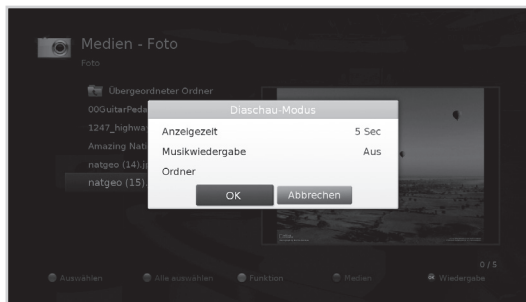 Medien - Foto
Foto
Übergeordneter Ordner
00GuitarPeda
1247_highwa
Amazing Nati
natgeo (14).j
natgeo (15).
Diaschau-Modus
Anzeigezeit 5 Sec
Musikwiedergabe Aus
Ordner
OK Abbrechen
0 / 5
Auswählen Alle auswählen Funktion Medien Wiedergabe